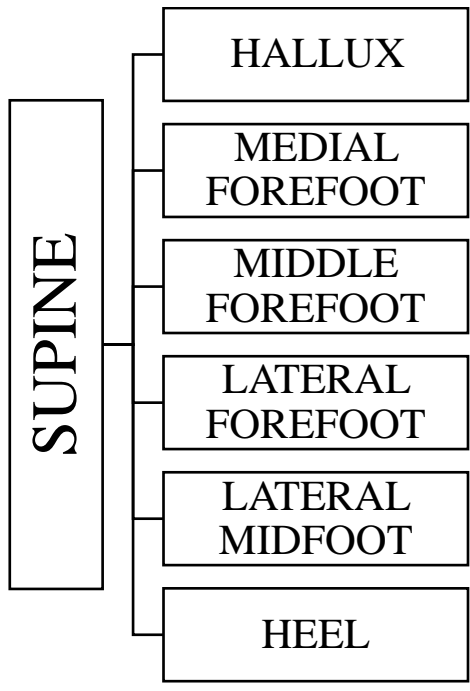 SUPINE
HALLUX
MEDIAL
FOREFOOT
MIDDLE
FOREFOOT
LATERAL
FOREFOOT
LATERAL
MIDFOOT
HEEL